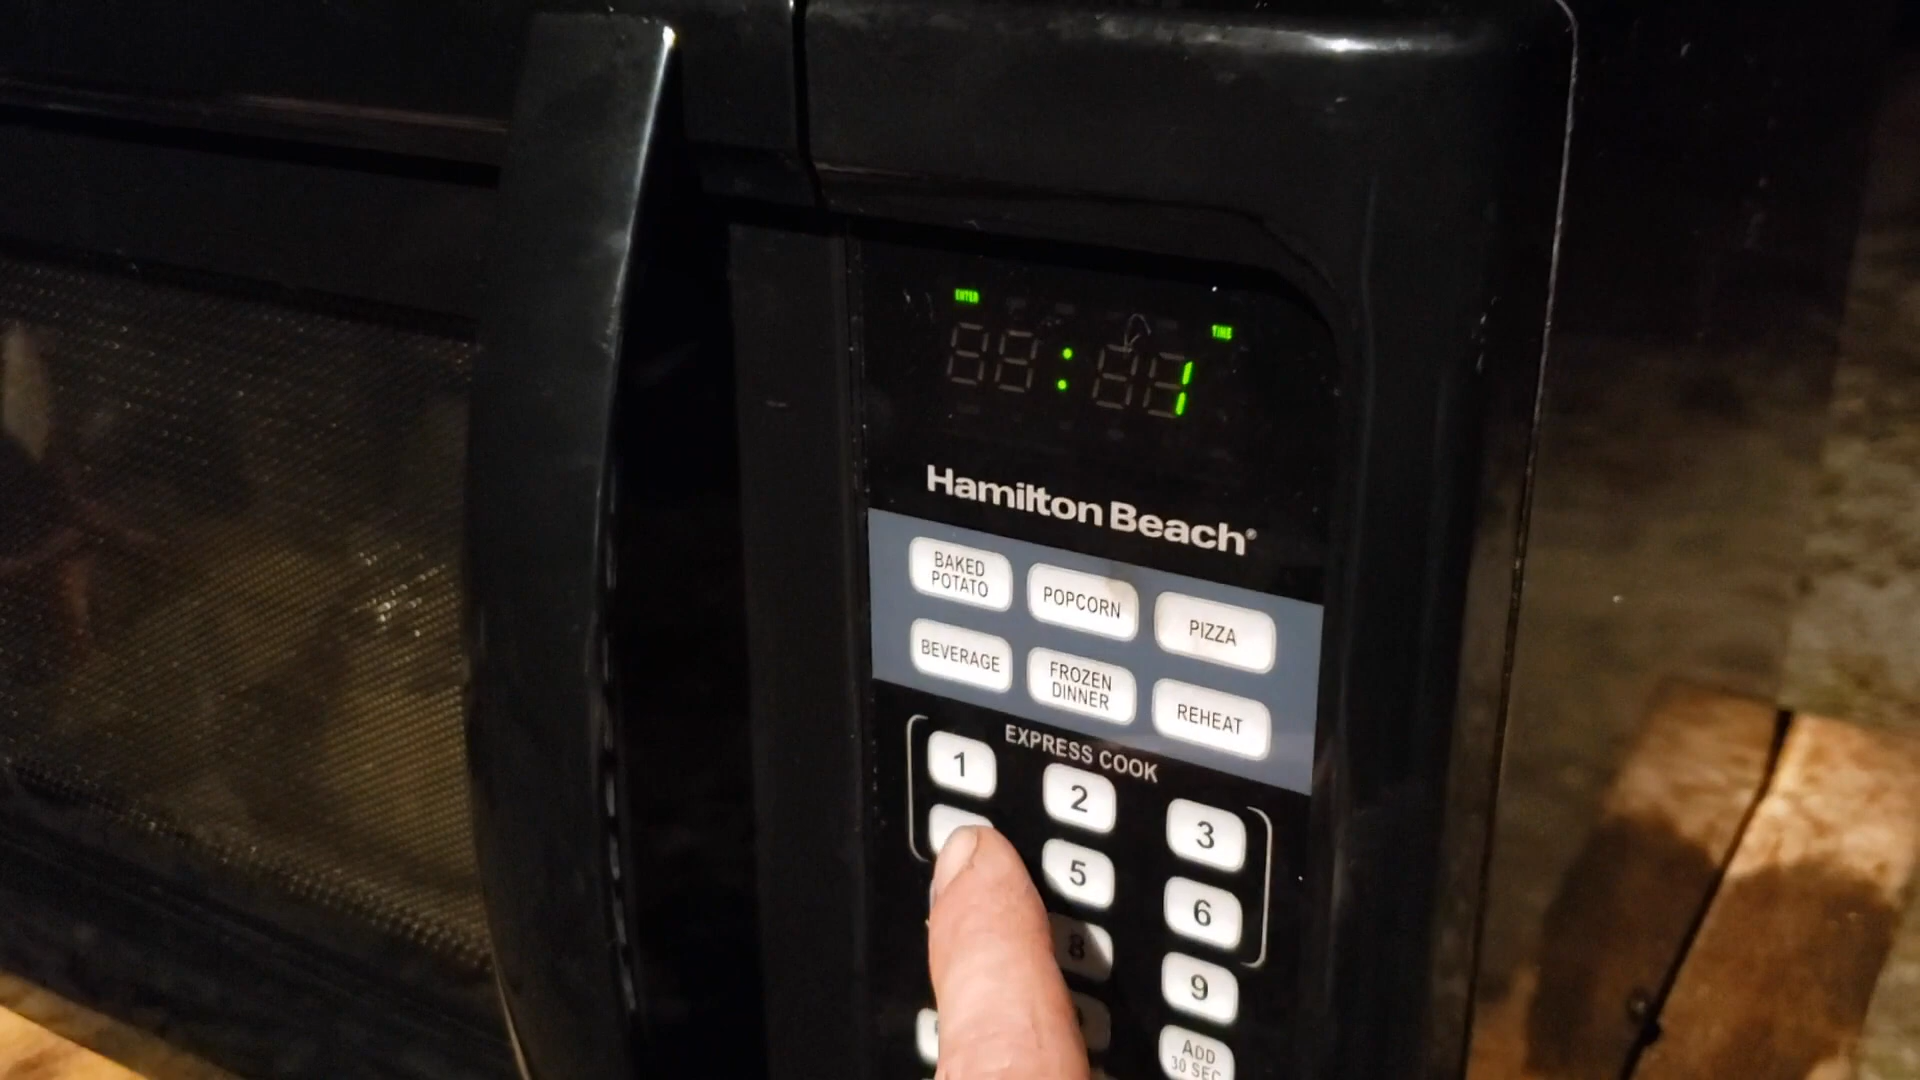 ENTER
TIME
: 1
Hamilton Beach®
BAKED
POTATO
POPCORN
PIZZA
BEVERAGE
FROZEN
DINNER
REHEAT
EXPRESS COOK
1
2
3
5
6
8
9
ADD
30 SEC